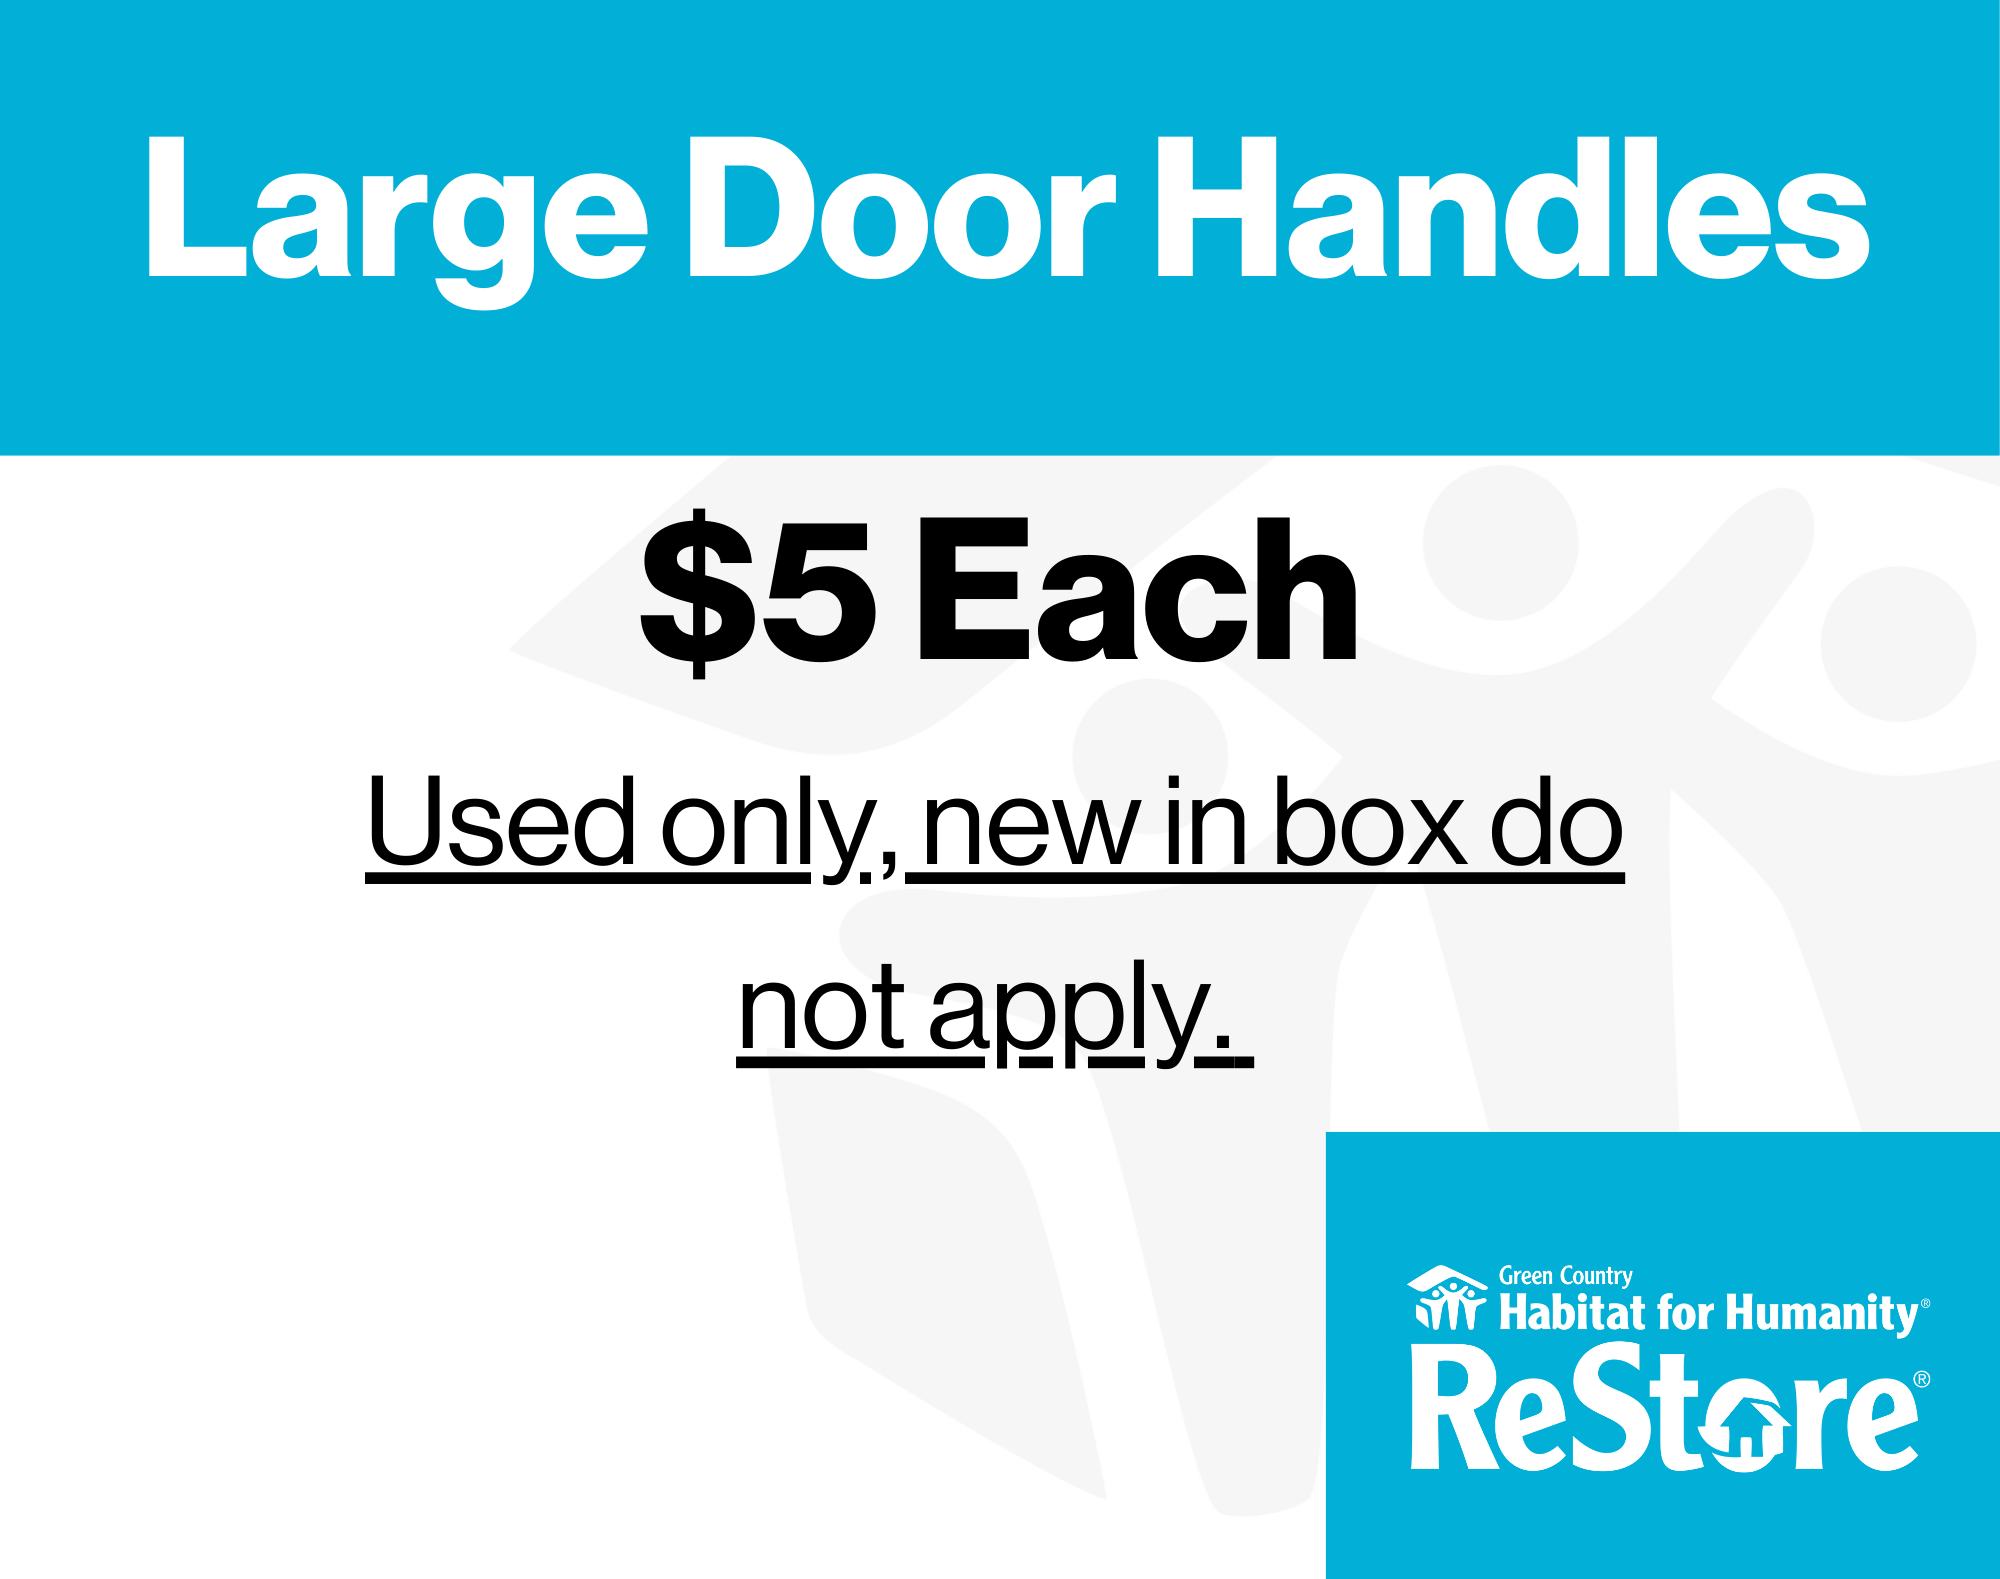 Large Door Handles
$5 Each
Used only, new in box do
not apply.
Green Country
Habitat for Humanity®
ReStore®